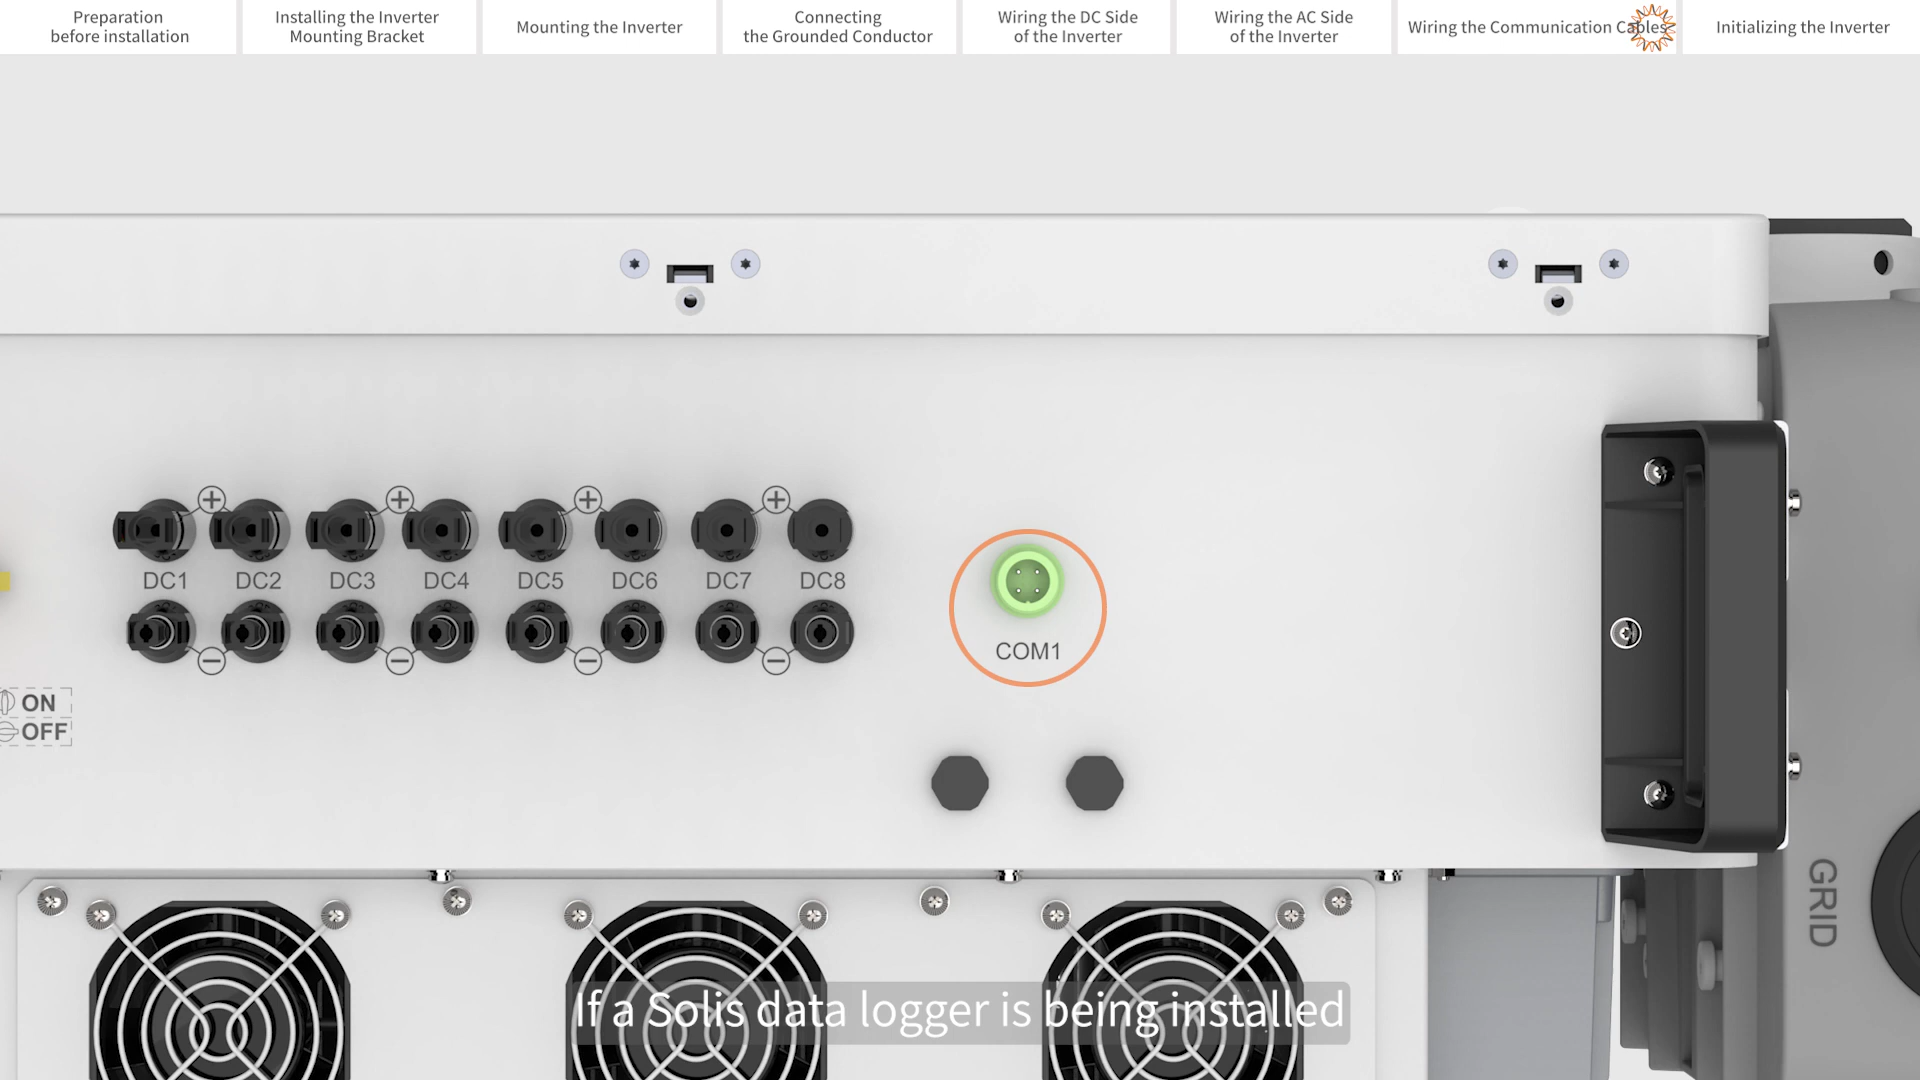 Preparation
before installation
Installing the Inverter
Mounting Bracket
Mounting the Inverter
Connecting
the Grounded Conductor
Wiring the DC Side
of the Inverter
Wiring the AC Side
of the Inverter
Wiring the Communication Cables
Initializing the Inverter
DC1 DC2 DC3 DC4 DC5 DC6 DC7 DC8
COM1
ON
OFF
GRID
If a Solis data logger is being installed